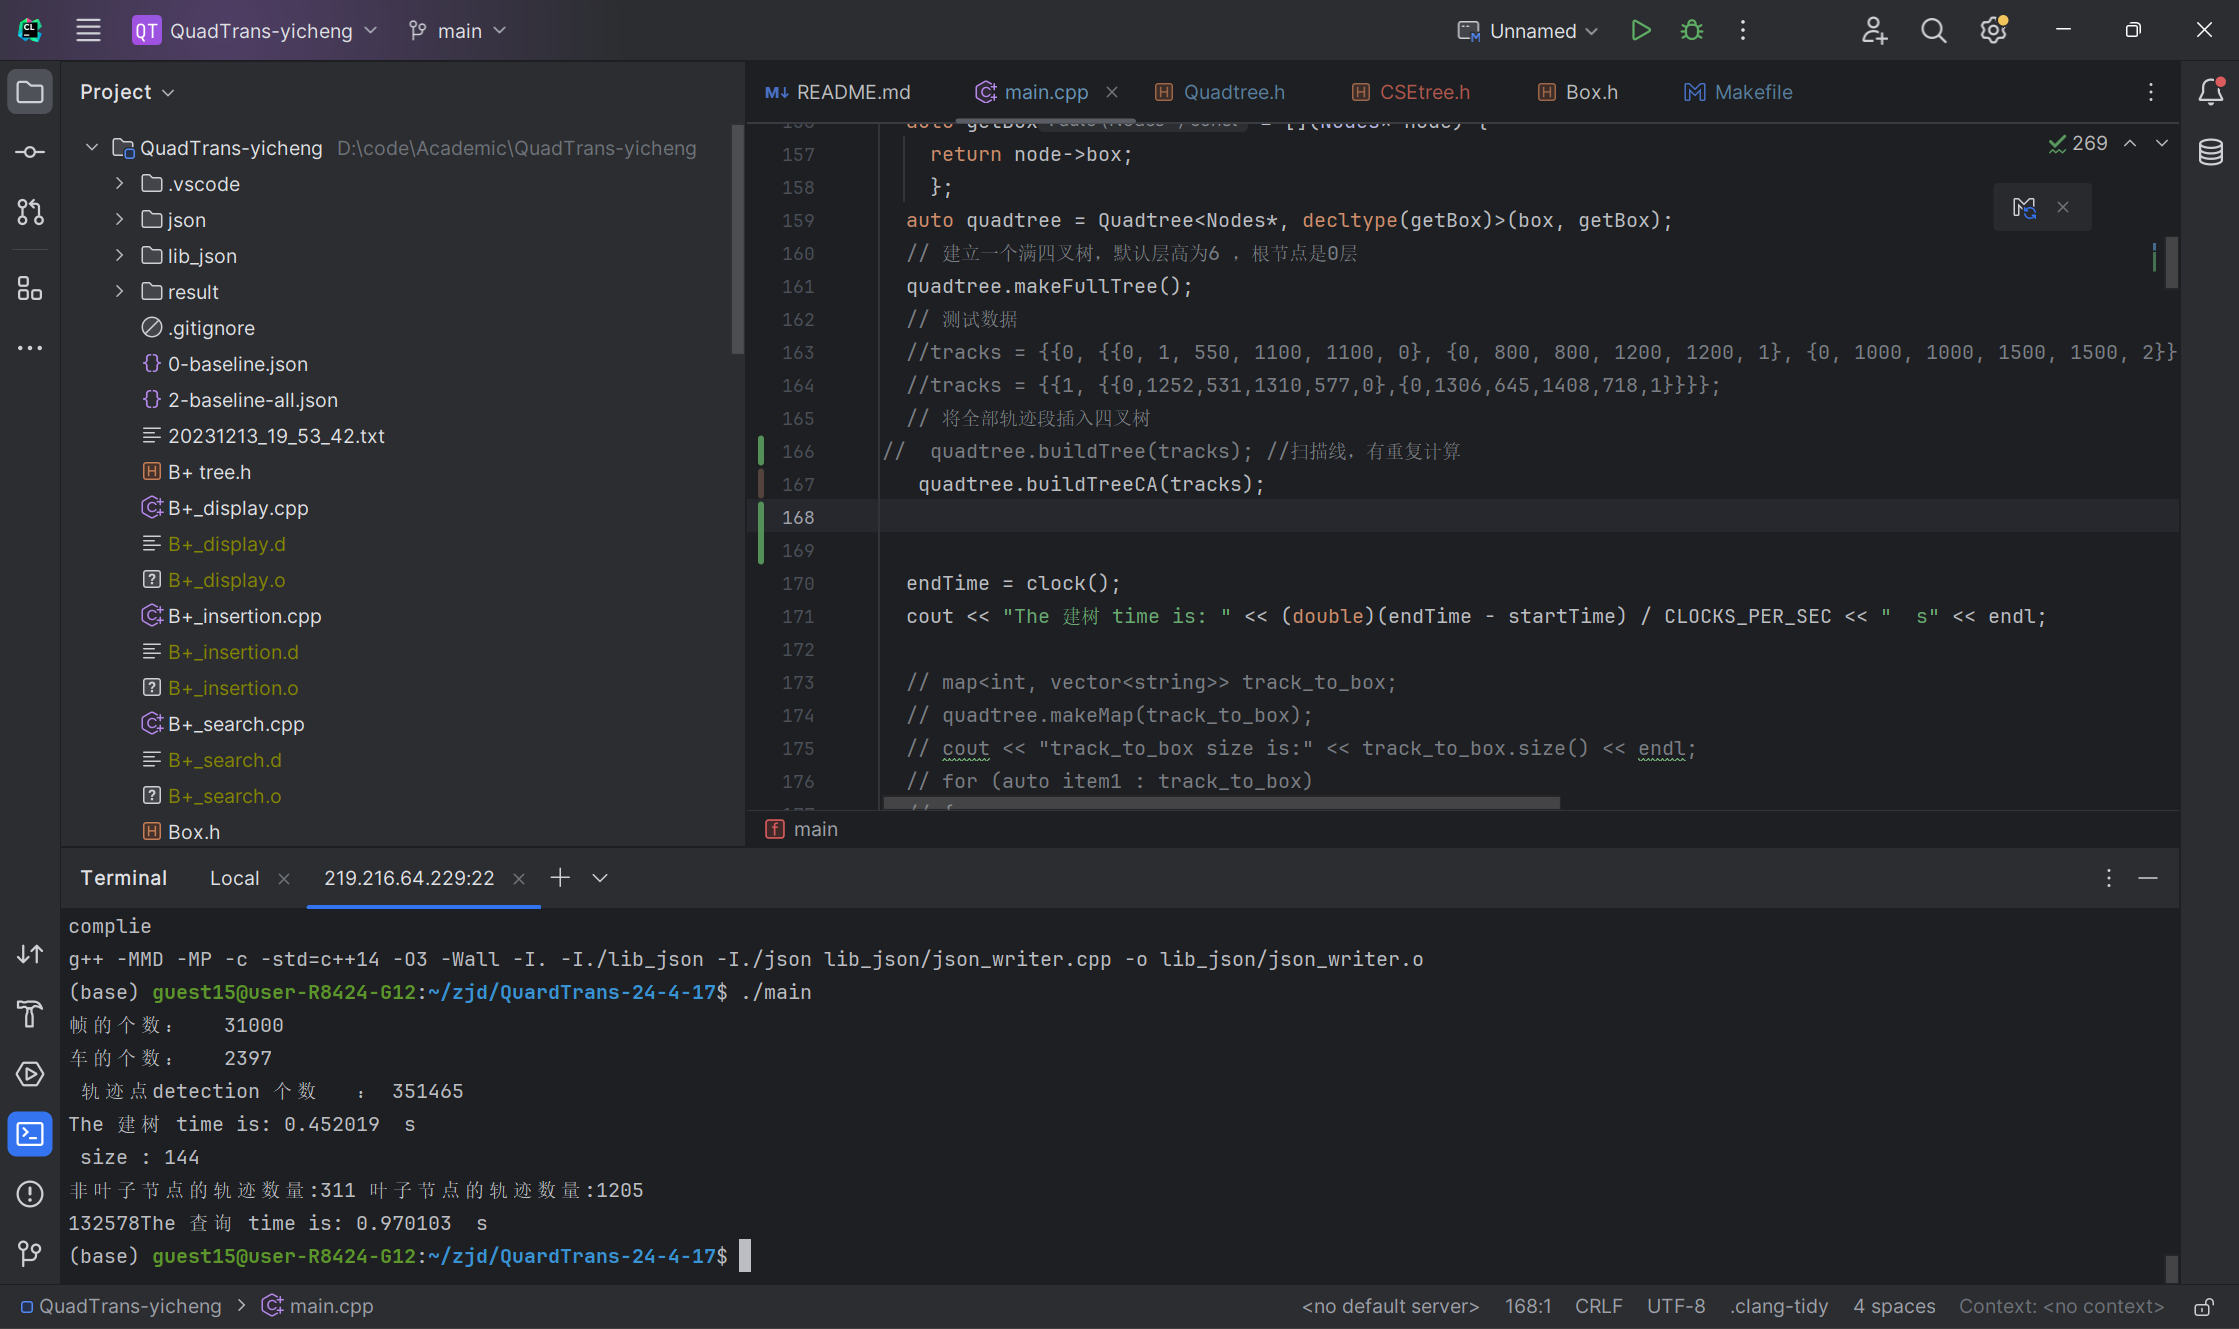 QT QuadTrans-yicheng main Unnamed
Project
README.md main.cpp Quadtree.h CSEtree.h Box.h Makefile
QuadTrans-yicheng D:\code\Academic\QuadTrans-yicheng
.vscode
json
lib_json
result
.gitignore
0-baseline.json
2-baseline-all.json
20231213_19_53_42.txt
B+ tree.h
B+_display.cpp
B+_display.d
B+_display.o
B+_insertion.cpp
B+_insertion.d
B+_insertion.o
B+_search.cpp
B+_search.d
B+_search.o
Box.h
269
157 return node->box;
158 };
159 auto quadtree = Quadtree<Nodes*, decltype(getBox)>(box, getBox);
160 // 建立一个满四叉树，默认层高为6 ，根节点是0层
161 quadtree.makeFullTree();
162 // 测试数据
163 //tracks = {{0, {{0, 1, 550, 1100, 1100, 0}, {0, 800, 800, 1200, 1200, 1}, {0, 1000, 1000, 1500, 1500, 2}}
164 //tracks = {{1, {{0,1252,531,1310,577,0},{0,1306,645,1408,718,1}}}};
165 // 将全部轨迹段插入四叉树
166 // quadtree.buildTree(tracks); //扫描线，有重复计算
167 quadtree.buildTreeCA(tracks);
168
169
170 endTime = clock();
171 cout << "The 建树 time is: " << (double)(endTime - startTime) / CLOCKS_PER_SEC << "  s" << endl;
172
173 // map<int, vector<string>> track_to_box;
174 // quadtree.makeMap(track_to_box);
175 // cout << "track_to_box size is:" << track_to_box.size() << endl;
176 // for (auto item1 : track_to_box)
main
Terminal Local 219.216.64.229:22
complie
g++ -MMD -MP -c -std=c++14 -O3 -Wall -I. -I./lib_json -I./json lib_json/json_writer.cpp -o lib_json/json_writer.o
(base) guest15@user-R8424-G12:~/zjd/QuardTrans-24-4-17$ ./main
帧的个数： 31000
车的个数： 2397
轨迹点detection 个数 ： 351465
The 建树 time is: 0.452019  s
size : 144
非叶子节点的轨迹数量:311 叶子节点的轨迹数量:1205
132578The 查询 time is: 0.970103  s
(base) guest15@user-R8424-G12:~/zjd/QuardTrans-24-4-17$
QuadTrans-yicheng > main.cpp <no default server> 168:1 CRLF UTF-8 .clang-tidy 4 spaces Context: <no context>